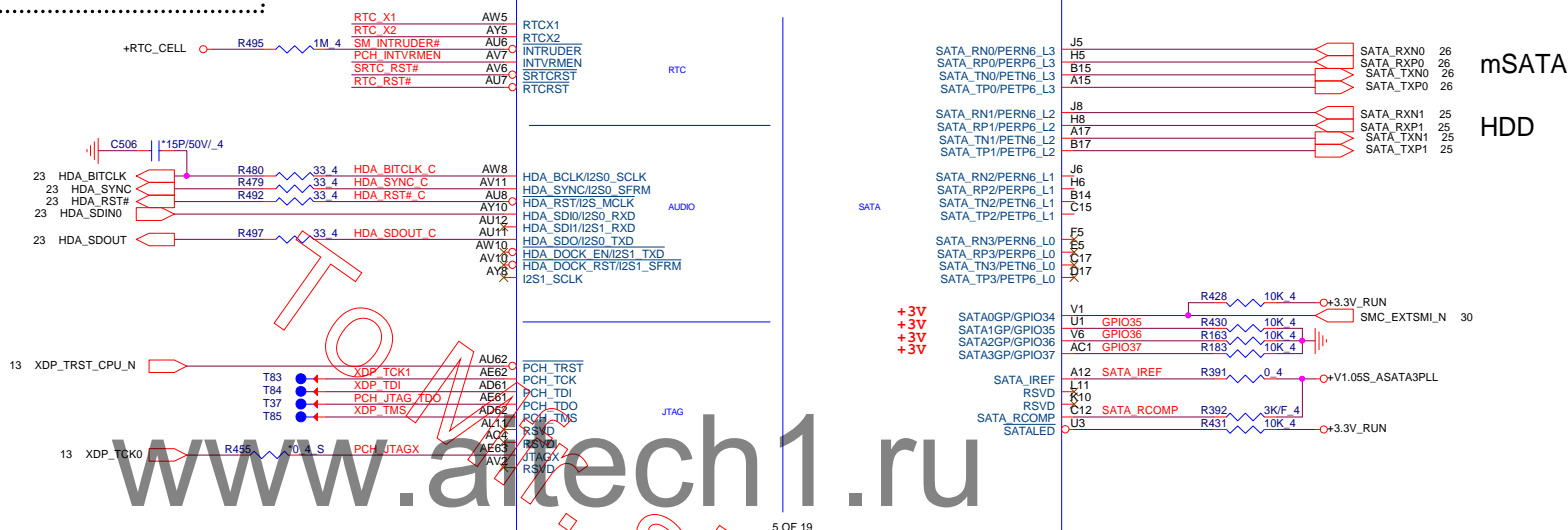 RTC_X1 AW5 RTCX1
RTC_X2 AY5 RTCX2
+RTC_CELL R495 1M_4 SM_INTRUDER# AU6 INTRUDER
PCH_INTVRMEN AV7 INTVRMEN
SRTC_RST# AV6 SRTCRST
RTC_RST# AU7 RTCRST
RTC
C506 *15P/50V/_4
23 HDA_BITCLK R480 33_4 HDA_BITCLK_C AW8 HDA_BCLK/I2S0_SCLK
23 HDA_SYNC R479 33_4 HDA_SYNC_C AV11 HDA_SYNC/I2S0_SFRM
23 HDA_RST# R492 33_4 HDA_RST#_C AU8 HDA_RST/I2S_MCLK
23 HDA_SDIN0 AY10 HDA_SDI0/I2S0_RXD
AU12 HDA_SDI1/I2S1_RXD
23 HDA_SDOUT R497 33_4 HDA_SDOUT_C AU11 HDA_SDO/I2S0_TXD
AW10 HDA_DOCK_EN/I2S1_TXD
AV10 HDA_DOCK_RST/I2S1_SFRM
AY8 I2S1_SCLK
AUDIO
13 XDP_TRST_CPU_N AU62 PCH_TRST
T83 XDP_TCK1 AE62 PCH_TCK
T84 XDP_TDI AD61 PCH_TDI
T37 PCH_JTAG_TDO AE61 PCH_TDO
T85 XDP_TMS AD62 PCH_TMS
AL11 RSVD
AC4 RSVD
13 XDP_TCK0 R455 *0_4_S PCH_JTAGX AE63 JTAGX
AV2 RSVD
JTAG
SATA
SATA_RN0/PERN6_L3 J5 SATA_RXN0 26
SATA_RP0/PERP6_L3 H5 SATA_RXP0 26
SATA_TN0/PETN6_L3 B15 SATA_TXN0 26
SATA_TP0/PETP6_L3 A15 SATA_TXP0 26
mSATA
SATA_RN1/PERN6_L2 J8 SATA_RXN1 25
SATA_RP1/PERP6_L2 H8 SATA_RXP1 25
SATA_TN1/PETN6_L2 A17 SATA_TXN1 25
SATA_TP1/PETP6_L2 B17 SATA_TXP1 25
HDD
SATA_RN2/PERN6_L1 J6
SATA_RP2/PERP6_L1 H6
SATA_TN2/PETN6_L1 B14
SATA_TP2/PETP6_L1 C15
SATA_RN3/PERN6_L0 F5
SATA_RP3/PERP6_L0 E5
SATA_TN3/PETN6_L0 C17
SATA_TP3/PETP6_L0 D17
R428 10K_4 +3.3V_RUN
+3V SATA0GP/GPIO34 V1 SMC_EXTSMI_N 30
+3V SATA1GP/GPIO35 U1 GPIO35 R430 10K_4
+3V SATA2GP/GPIO36 V6 GPIO36 R163 10K_4
+3V SATA3GP/GPIO37 AC1 GPIO37 R183 10K_4
SATA_IREF A12 SATA_IREF R391 0_4 +V1.05S_ASATA3PLL
RSVD L11
RSVD K10
SATA_RCOMP C12 SATA_RCOMP R392 3K/F_4
SATALED U3 R431 10K_4 +3.3V_RUN
www.aitech1.ru
5 OF 19